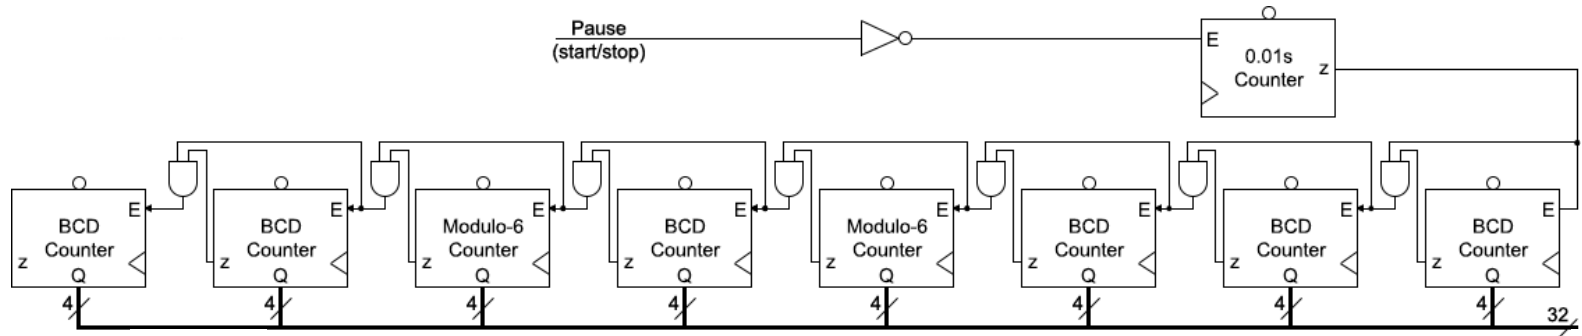 Pause
(start/stop)
E
0.01s
Counter
z
E
BCD
Counter
z
Q
4
E
BCD
Counter
z
Q
4
E
Modulo-6
Counter
z
Q
4
E
BCD
Counter
z
Q
4
E
Modulo-6
Counter
z
Q
4
E
BCD
Counter
z
Q
4
E
BCD
Counter
z
Q
4
E
BCD
Counter
z
Q
4
32